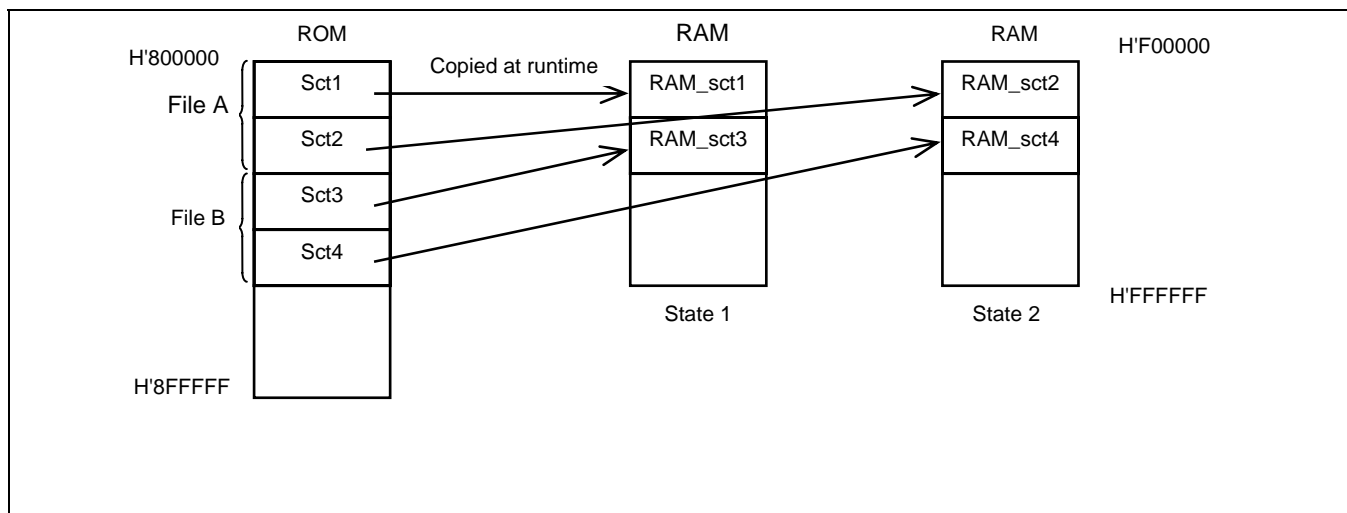 ROM
RAM
RAM
H'800000
H'F00000
File A
Sct1
Copied at runtime
RAM_sct1
RAM_sct2
Sct2
RAM_sct3
RAM_sct4
File B
Sct3
Sct4
H'FFFFFF
State 1
State 2
H'8FFFFF